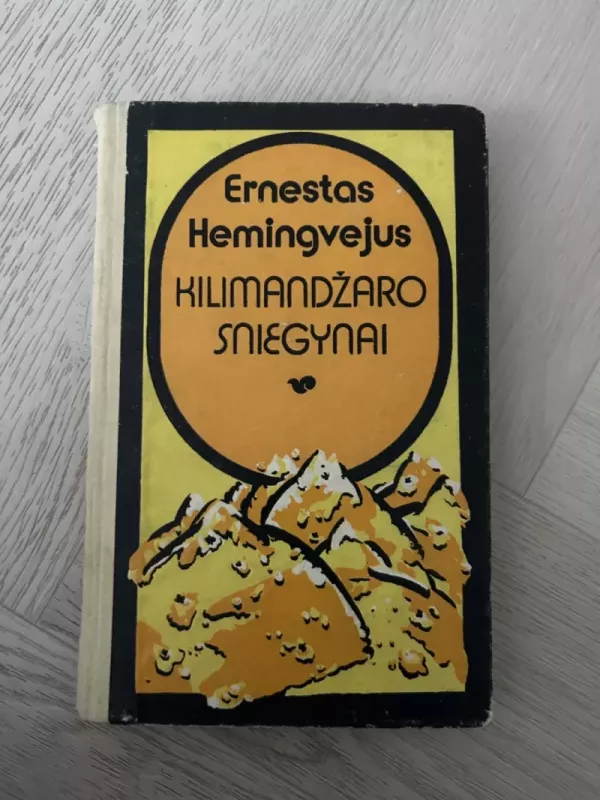 Ernestas
Hemingvejus
KILIMANDŽARO
SNIEGYNAI